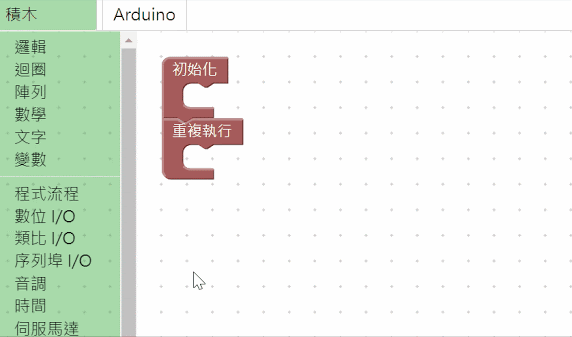 積木 Arduino
邏輯
迴圈
陣列
數學
文字
變數
程式流程
數位 I/O
類比 I/O
序列埠 I/O
音調
時間
伺服馬達
初始化
重複執行